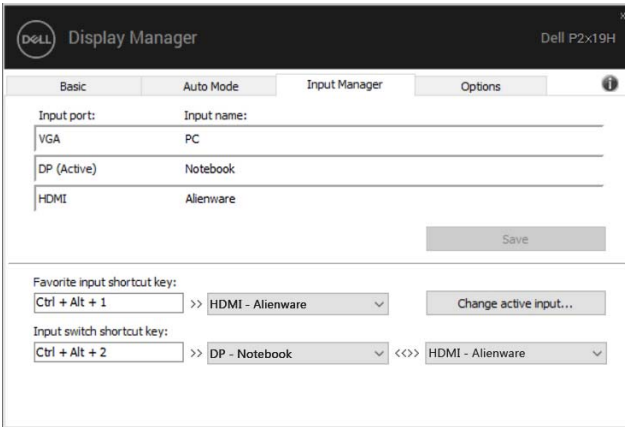 x
DELL Display Manager Dell P2x19H
Basic Auto Mode Input Manager Options i
Input port: Input name:
VGA PC
DP (Active) Notebook
HDMI Alienware
Save
Favorite input shortcut key:
Ctrl + Alt + 1 >> HDMI - Alienware Change active input...
Input switch shortcut key:
Ctrl + Alt + 2 >> DP - Notebook <<>> HDMI - Alienware